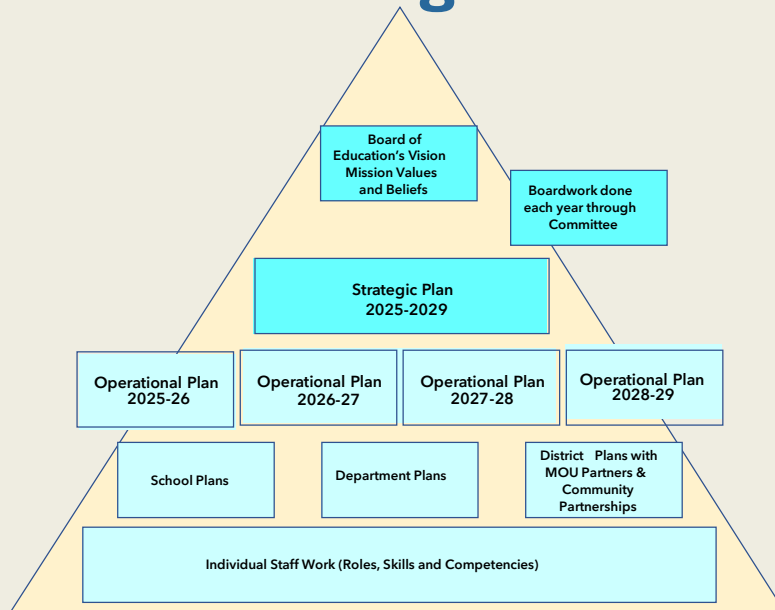 Board of
Education's Vision
Mission Values
and Beliefs
Boardwork done
each year through
Committee
Strategic Plan
2025-2029
Operational Plan
2025-26
Operational Plan
2026-27
Operational Plan
2027-28
Operational Plan
2028-29
School Plans
Department Plans
District Plans with
MOU Partners &
Community
Partnerships
Individual Staff Work (Roles, Skills and Competencies)